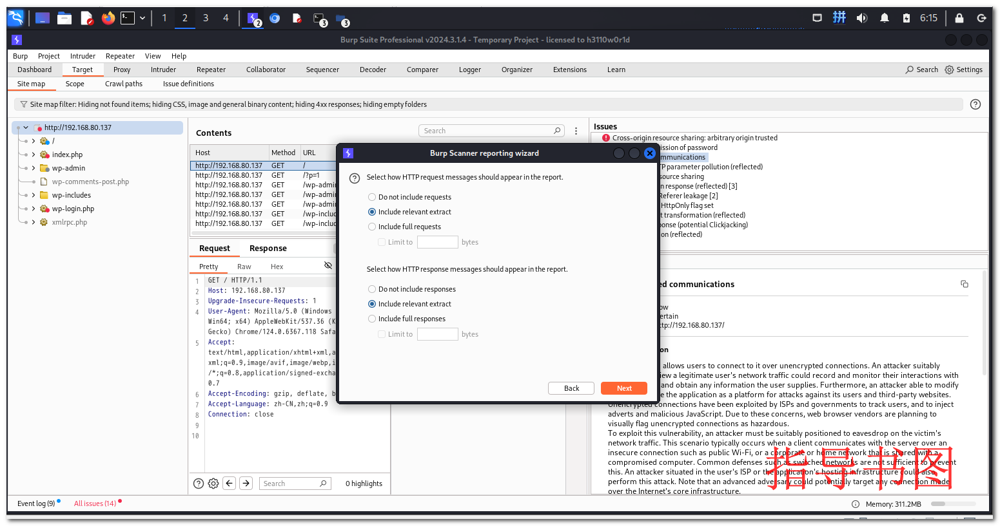 1 2 3 4
2
3
3
拼
6:15
Burp Suite Professional v2024.3.1.4 - Temporary Project - licensed to h3110w0r1d
Burp Project Intruder Repeater View Help
Dashboard Target Proxy Intruder Repeater Collaborator Sequencer Decoder Comparer Logger Organizer Extensions Learn Search Settings
Site map Scope Crawl paths Issue definitions
Site map filter: Hiding not found items; hiding CSS, image and general binary content; hiding 4xx responses; hiding empty folders
http://192.168.80.137
/
index.php
wp-admin
wp-comments-post.php
wp-includes
wp-login.php
xmlrpc.php
Contents
Search
Host Method URL
http://192.168.80.137 GET /
http://192.168.80.137 GET /?p=1
http://192.168.80.137 GET /wp-admi
http://192.168.80.137 GET /wp-admi
http://192.168.80.137 GET /wp-admi
http://192.168.80.137 GET /wp-inclu
http://192.168.80.137 GET /wp-inclu
Request Response
Pretty Raw Hex
1 GET / HTTP/1.1
2 Host: 192.168.80.137
3 Upgrade-Insecure-Requests: 1
4 User-Agent: Mozilla/5.0 (Windows
Win64; x64) AppleWebKit/537.36 (K
Gecko) Chrome/124.0.6367.118 Safa
5 Accept:
text/html,application/xhtml+xml,a
xml;q=0.9,image/avif,image/webp,i
/*;q=0.8,application/signed-excha
0.7
6 Accept-Encoding: gzip, deflate, b
7 Accept-Language: zh-CN,zh;q=0.9
8 Connection: close
9
10
Search
0 highlights
Burp Scanner reporting wizard
Select how HTTP request messages should appear in the report.
Do not include requests
Include relevant extract
Include full requests
Limit to bytes
Select how HTTP response messages should appear in the report.
Do not include responses
Include relevant extract
Include full responses
Limit to bytes
Back Next
Issues
Cross-origin resource sharing: arbitrary origin trusted
ission of password
mmunications
TP parameter pollution (reflected)
source sharing
n response (reflected) [3]
Referer leakage [2]
HttpOnly flag set
t transformation (reflected)
onse (potential Clickjacking)
on (reflected)
ed communications
ow
ertain
ttp://192.168.80.137/
on
allows users to connect to it over unencrypted connections. An attacker suitably
iew a legitimate user's network traffic could record and monitor their interactions with
and obtain any information the user supplies. Furthermore, an attacker able to modify
e the application as a platform for attacks against its users and third-party websites.
Unencrypted connections have been exploited by ISPs and governments to track users, and to inject
adverts and malicious JavaScript. Due to these concerns, web browser vendors are planning to
visually flag unencrypted connections as hazardous.
To exploit this vulnerability, an attacker must be suitably positioned to eavesdrop on the victim's
network traffic. This scenario typically occurs when a client communicates with the server over an
insecure connection such as public Wi-Fi, or a corporate or home network that is shared with a
compromised computer. Common defenses such as switched networks are not sufficient to prevent
this. An attacker situated in the user's ISP or the application's hosting infrastructure could also
perform this attack. Note that an advanced adversary could potentially target any connection made
over the Internet's core infrastructure.
指导书图
Event log (9) All issues (14) Memory: 311.2MB